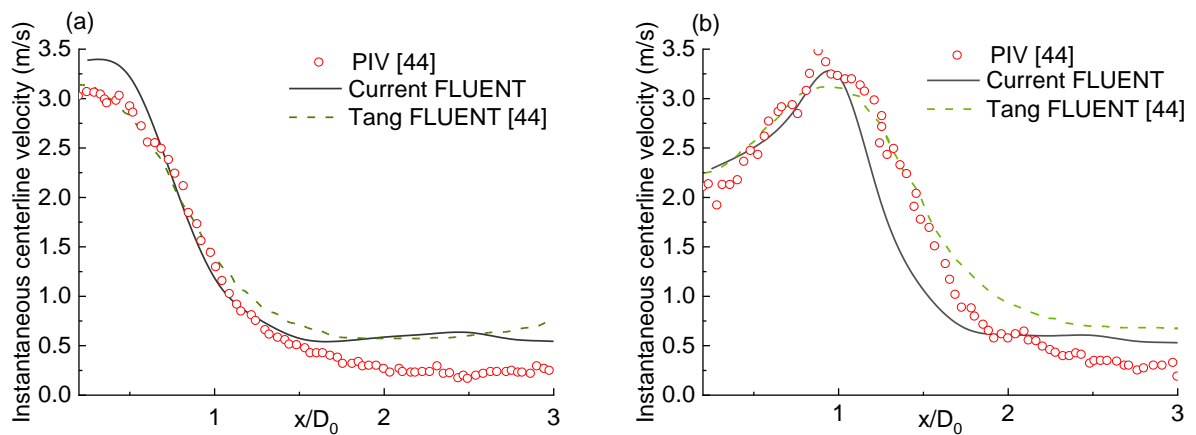 (a)
Instantaneous centerline velocity (m/s)
3.5
3.0
2.5
2.0
1.5
1.0
0.5
0.0
PIV [44]
Current FLUENT
Tang FLUENT [44]
1
2
3
x/D₀
(b)
Instantaneous centerline velocity (m/s)
3.5
3.0
2.5
2.0
1.5
1.0
0.5
0.0
PIV [44]
Current FLUENT
Tang FLUENT [44]
1
2
3
x/D₀